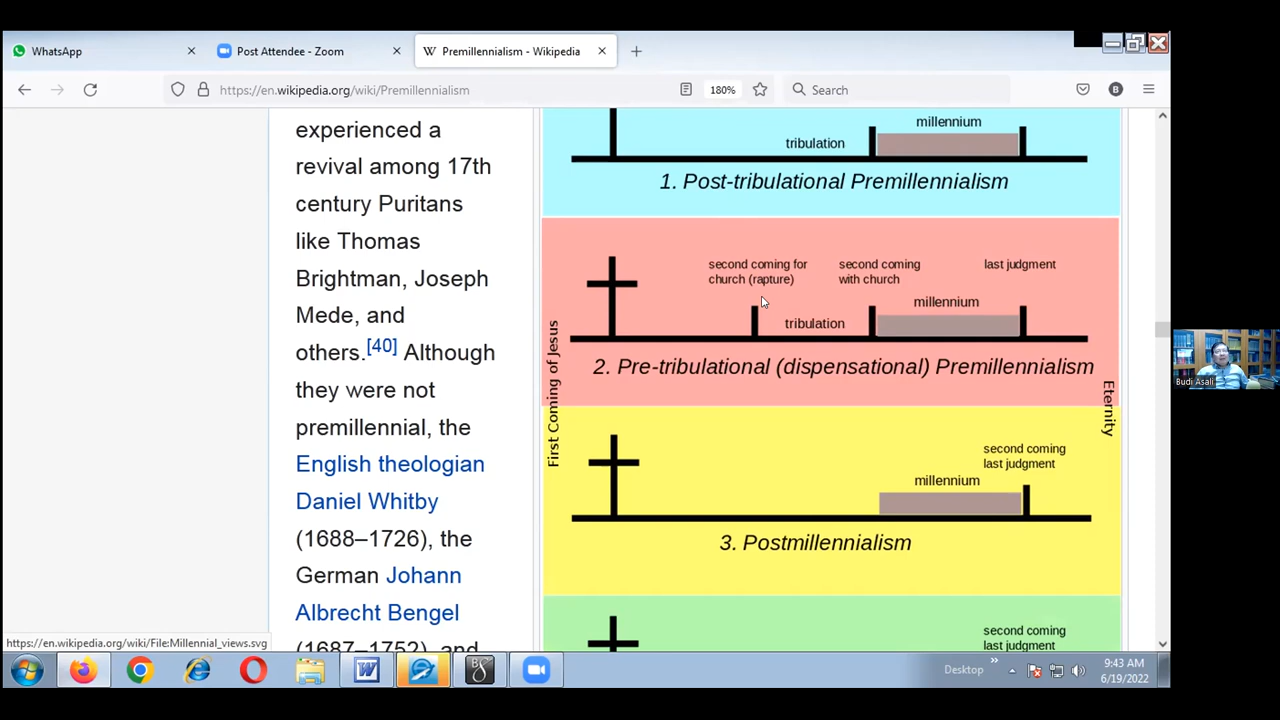 WhatsApp
Post Attendee - Zoom
Premillennialism - Wikipedia
https://en.wikipedia.org/wiki/Premillennialism
180%
Search
B
experienced a
revival among 17th
century Puritans
like Thomas
Brightman, Joseph
Mede, and
others.[40] Although
they were not
premillennial, the
English theologian
Daniel Whitby
(1688–1726), the
German Johann
Albrecht Bengel
(1687–1752), and
First Coming of Jesus
millennium
tribulation
1. Post-tribulational Premillennialism
second coming for
church (rapture)
second coming
with church
last judgment
millennium
tribulation
2. Pre-tribulational (dispensational) Premillennialism
second coming
last judgment
millennium
3. Postmillennialism
second coming
last judgment
Eternity
Budi Asali
https://en.wikipedia.org/wiki/File:Millennial_views.svg
W
Desktop
9:43 AM
6/19/2022